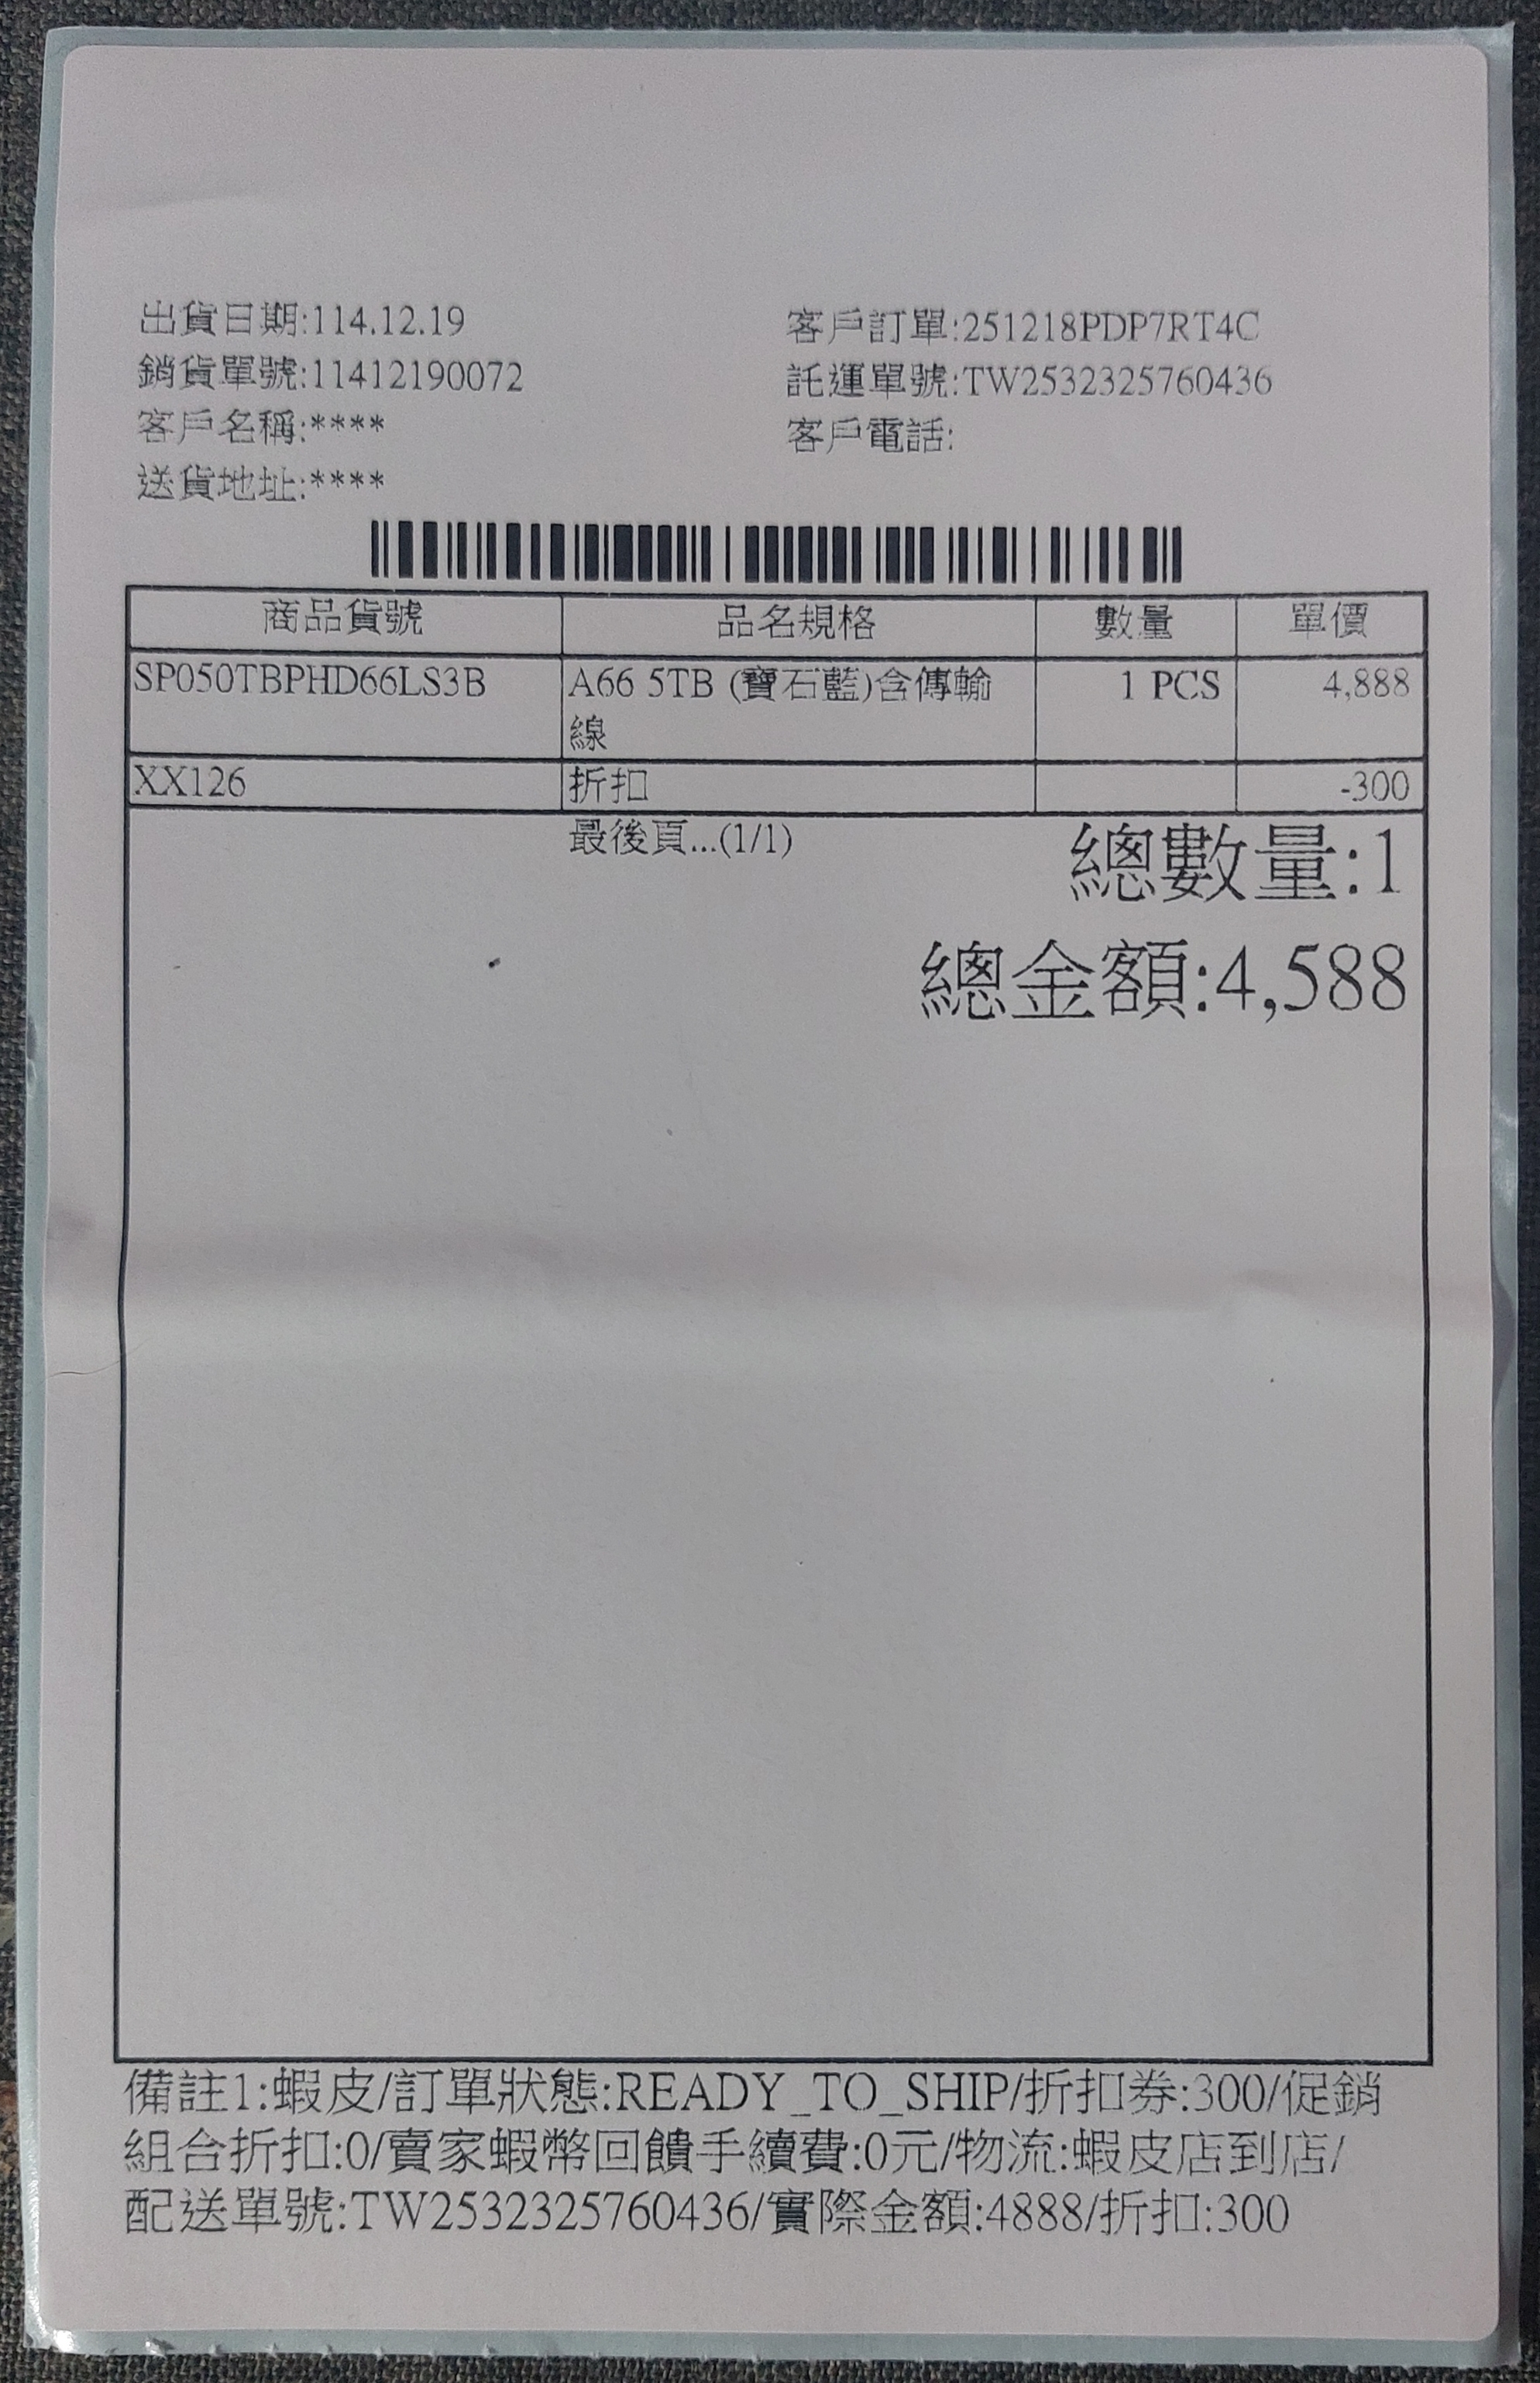 出貨日期:114.12.19
客戶訂單:251218PDP7RT4C
銷貨單號:11412190072
託運單號:TW2532325760436
客戶名稱:****
客戶電話:
送貨地址:****
商品貨號 品名規格 數量 單價
SP050TBPHD66LS3B A66 5TB (寶石藍)含傳輸 1 PCS 4,888
線
XX126 折扣 -300
最後頁...(1/1)
總數量:1
總金額:4,588
備註1:蝦皮/訂單狀態:READY_TO_SHIP/折扣券:300/促銷
組合折扣:0/賣家蝦幣回饋手續費:0元/物流:蝦皮店到店/
配送單號:TW2532325760436/實際金額:4888/折扣:300